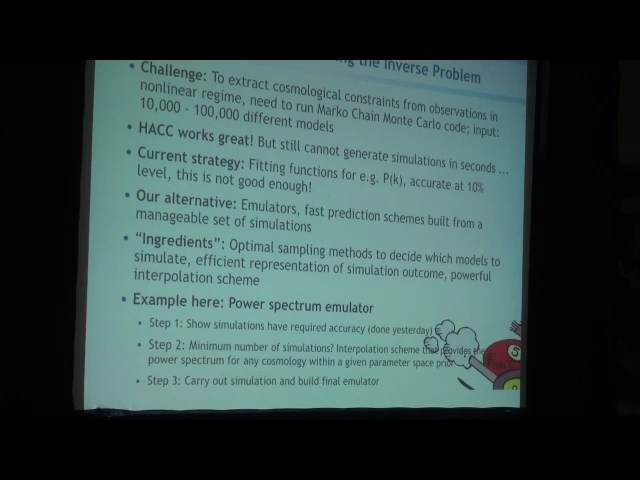 the Inverse Problem
• Challenge: To extract cosmological constraints from observations in
nonlinear regime, need to run Marko Chain Monte Carlo code; input:
10,000 - 100,000 different models
• HACC works great! But still cannot generate simulations in seconds ...
• Current strategy: Fitting functions for e.g. P(k), accurate at 10%
level, this is not good enough!
• Our alternative: Emulators, fast prediction schemes built from a
manageable set of simulations
• “Ingredients”: Optimal sampling methods to decide which models to
simulate, efficient representation of simulation outcome, powerful
interpolation scheme
• Example here: Power spectrum emulator
• Step 1: Show simulations have required accuracy (done yesterday)
• Step 2: Minimum number of simulations? Interpolation scheme that provides the
power spectrum for any cosmology within a given parameter space prior
• Step 3: Carry out simulation and build final emulator
HACC